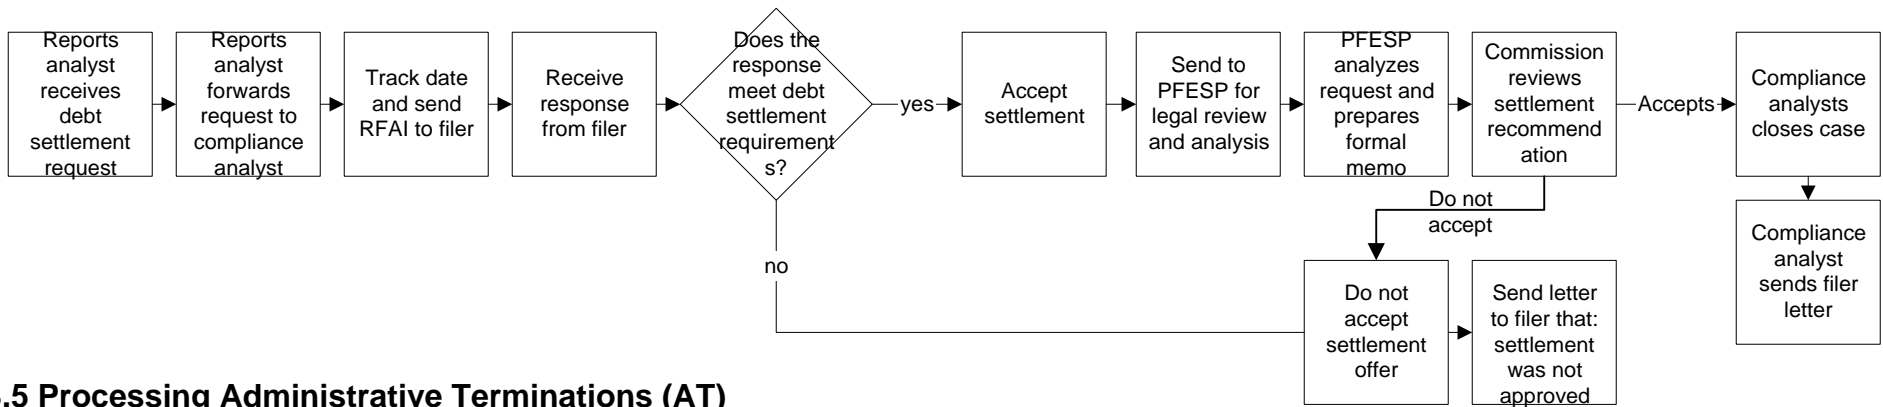 Reports
analyst
receives
debt
settlement
request
Reports
analyst
forwards
request to
compliance
analyst
Track date
and send
RFAI to filer
Receive
response
from filer
Does the
response
meet debt
settlement
requirement
s?
yes
Accept
settlement
Send to
PFESP for
legal review
and analysis
PFESP
analyzes
request and
prepares
formal
memo
Commission
reviews
settlement
recommend
ation
Accepts
Compliance
analysts
closes case
Do not
accept
Compliance
analyst
sends filer
letter
no
Do not
accept
settlement
offer
Send letter
to filer that:
settlement
was not
approved
.5 Processing Administrative Terminations (AT)